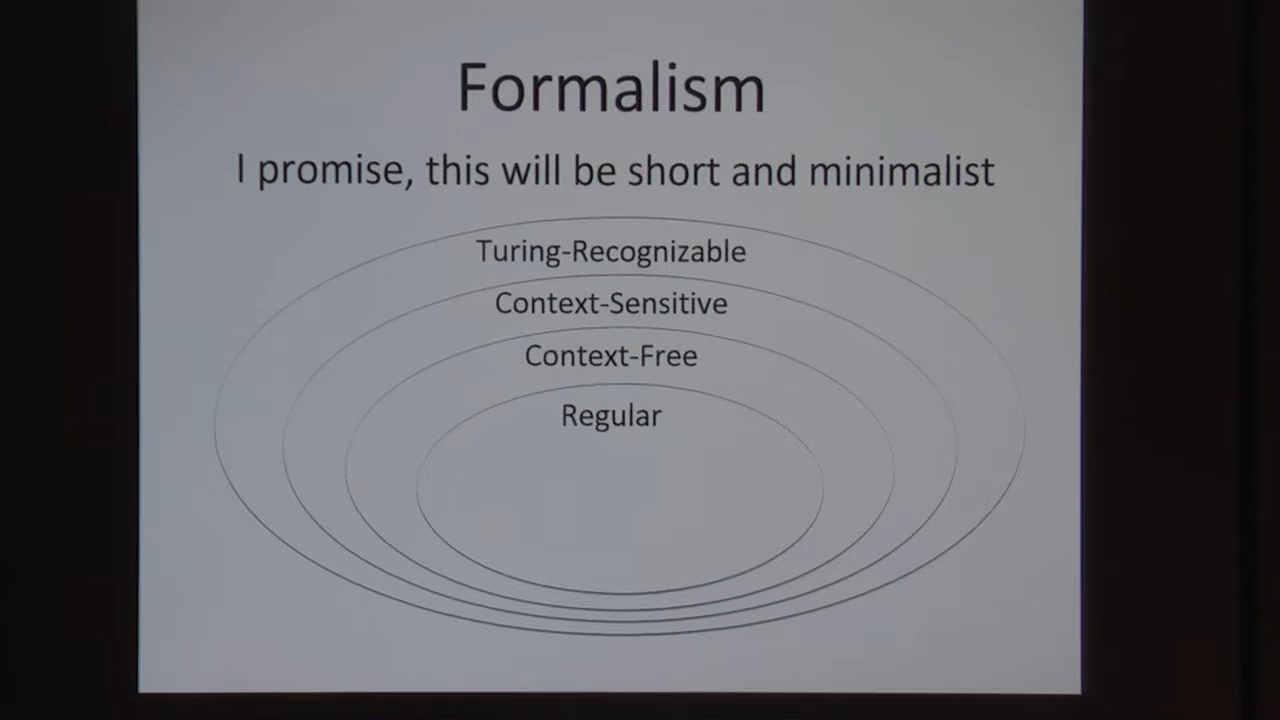 Formalism
I promise, this will be short and minimalist
Turing-Recognizable
Context-Sensitive
Context-Free
Regular